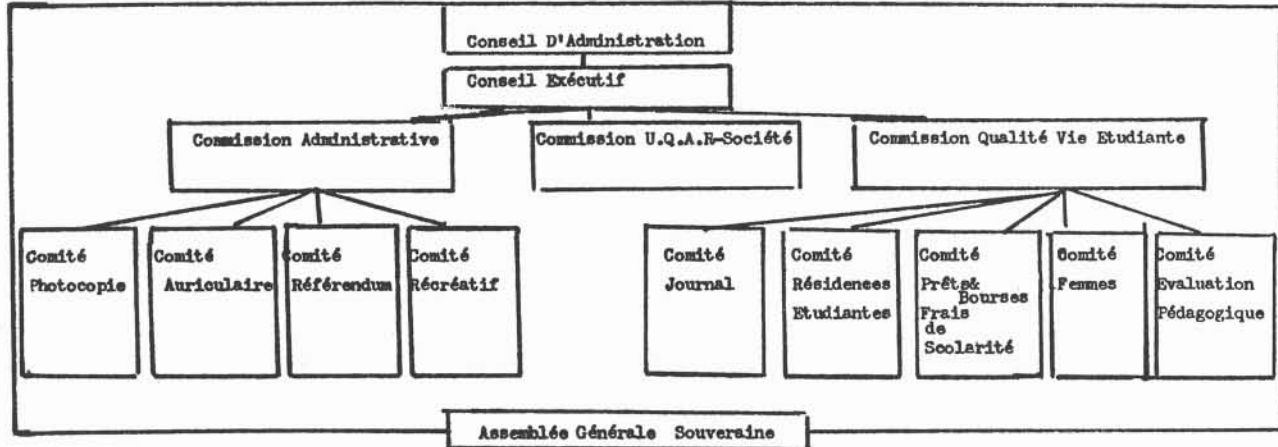 Conseil D'Administration
Conseil Exécutif
Commission Administrative
Commission U.Q.A.R-Société
Commission Qualité Vie Etudiante
Comité
Photocopie
Comité
Auriculaire
Comité
Référendum
Comité
Récréatif
Comité
Journal
Comité
Résidences
Etudiantes
Comité
Prêts&
Bourses
Frais
de
Scolarité
Comité
Femmes
Comité
Evaluation
Pédagogique
Assemblée Générale Souveraine